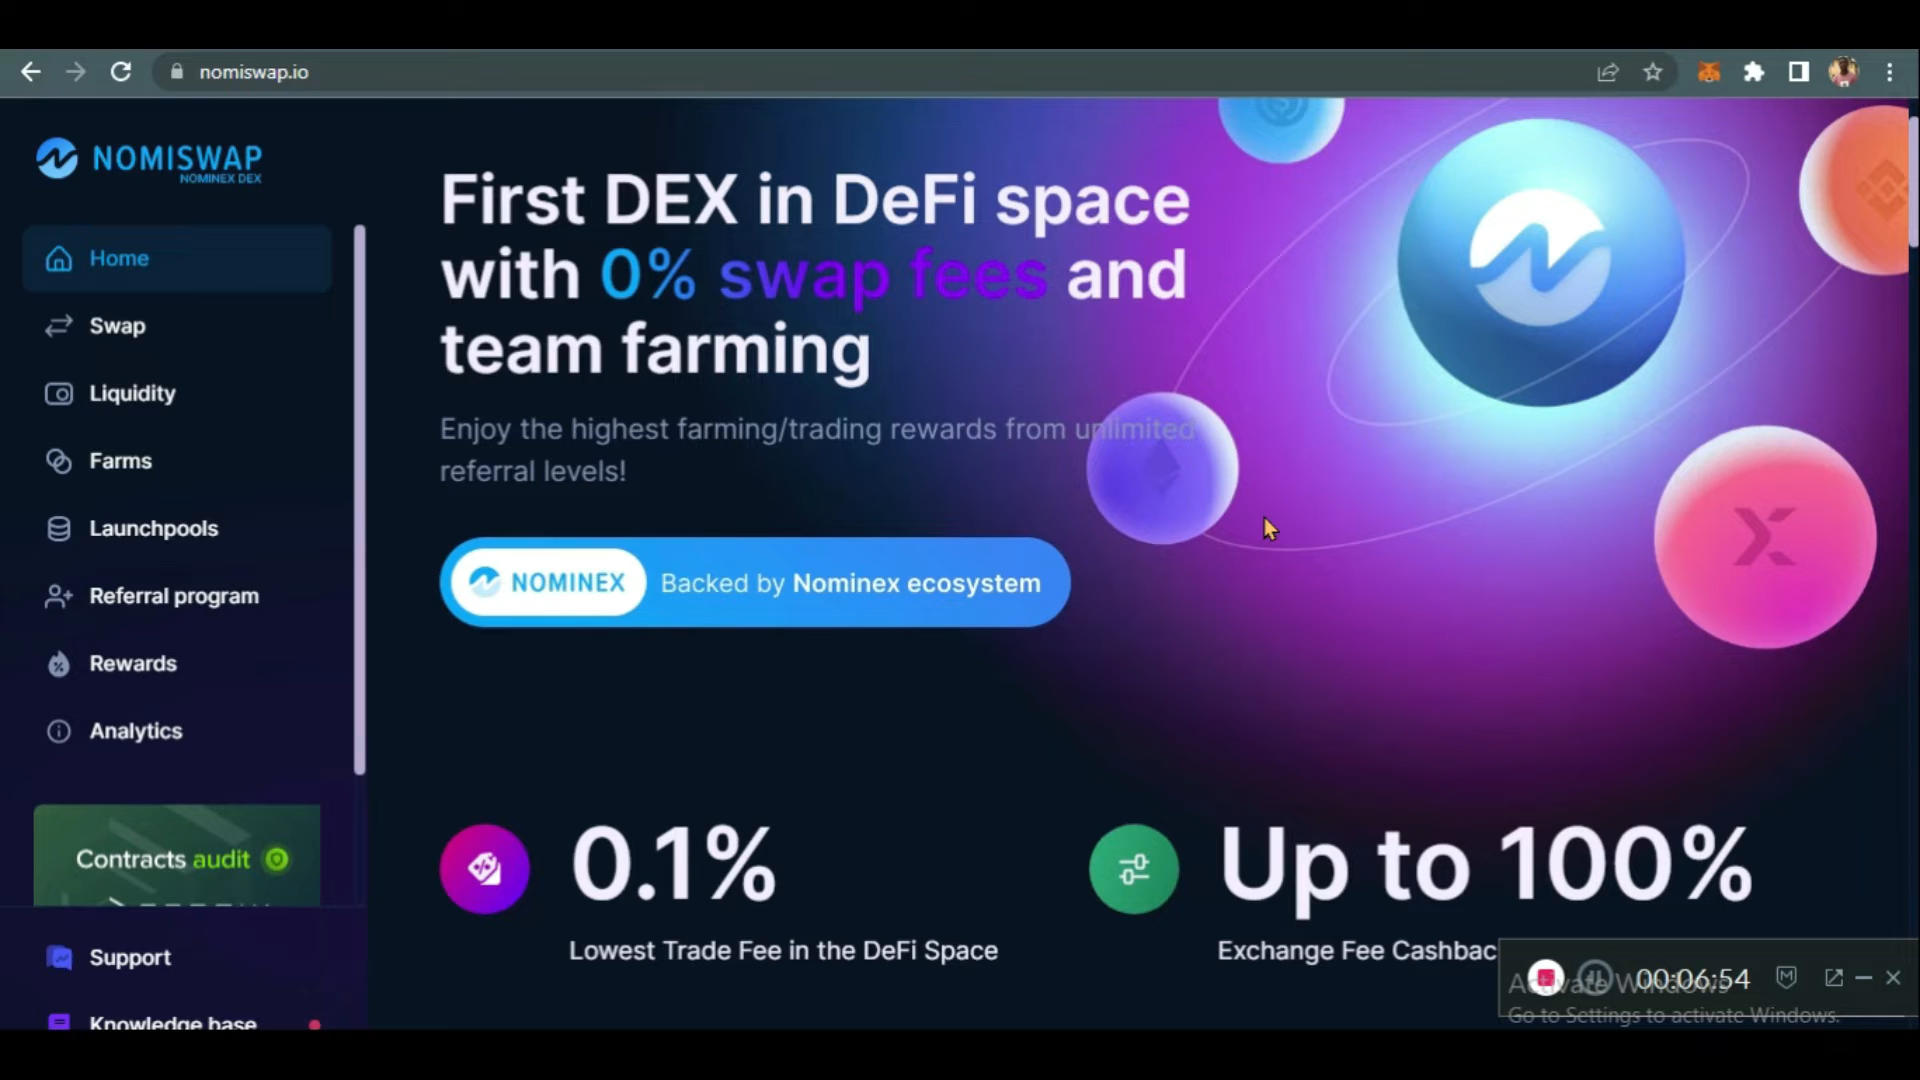 nomiswap.io
NOMISWAP
NOMINEX DEX
Home
Swap
Liquidity
Farms
Launchpools
Referral program
Rewards
Analytics
Contracts audit
Support
Knowledge base
First DEX in DeFi space
with 0% swap fees and
team farming
Enjoy the highest farming/trading rewards from unlimited
referral levels!
NOMINEX Backed by Nominex ecosystem
0.1%
Lowest Trade Fee in the DeFi Space
Up to 100%
Exchange Fee Cashbac
00:06:54
Activate Windows
Go to Settings to activate Windows.